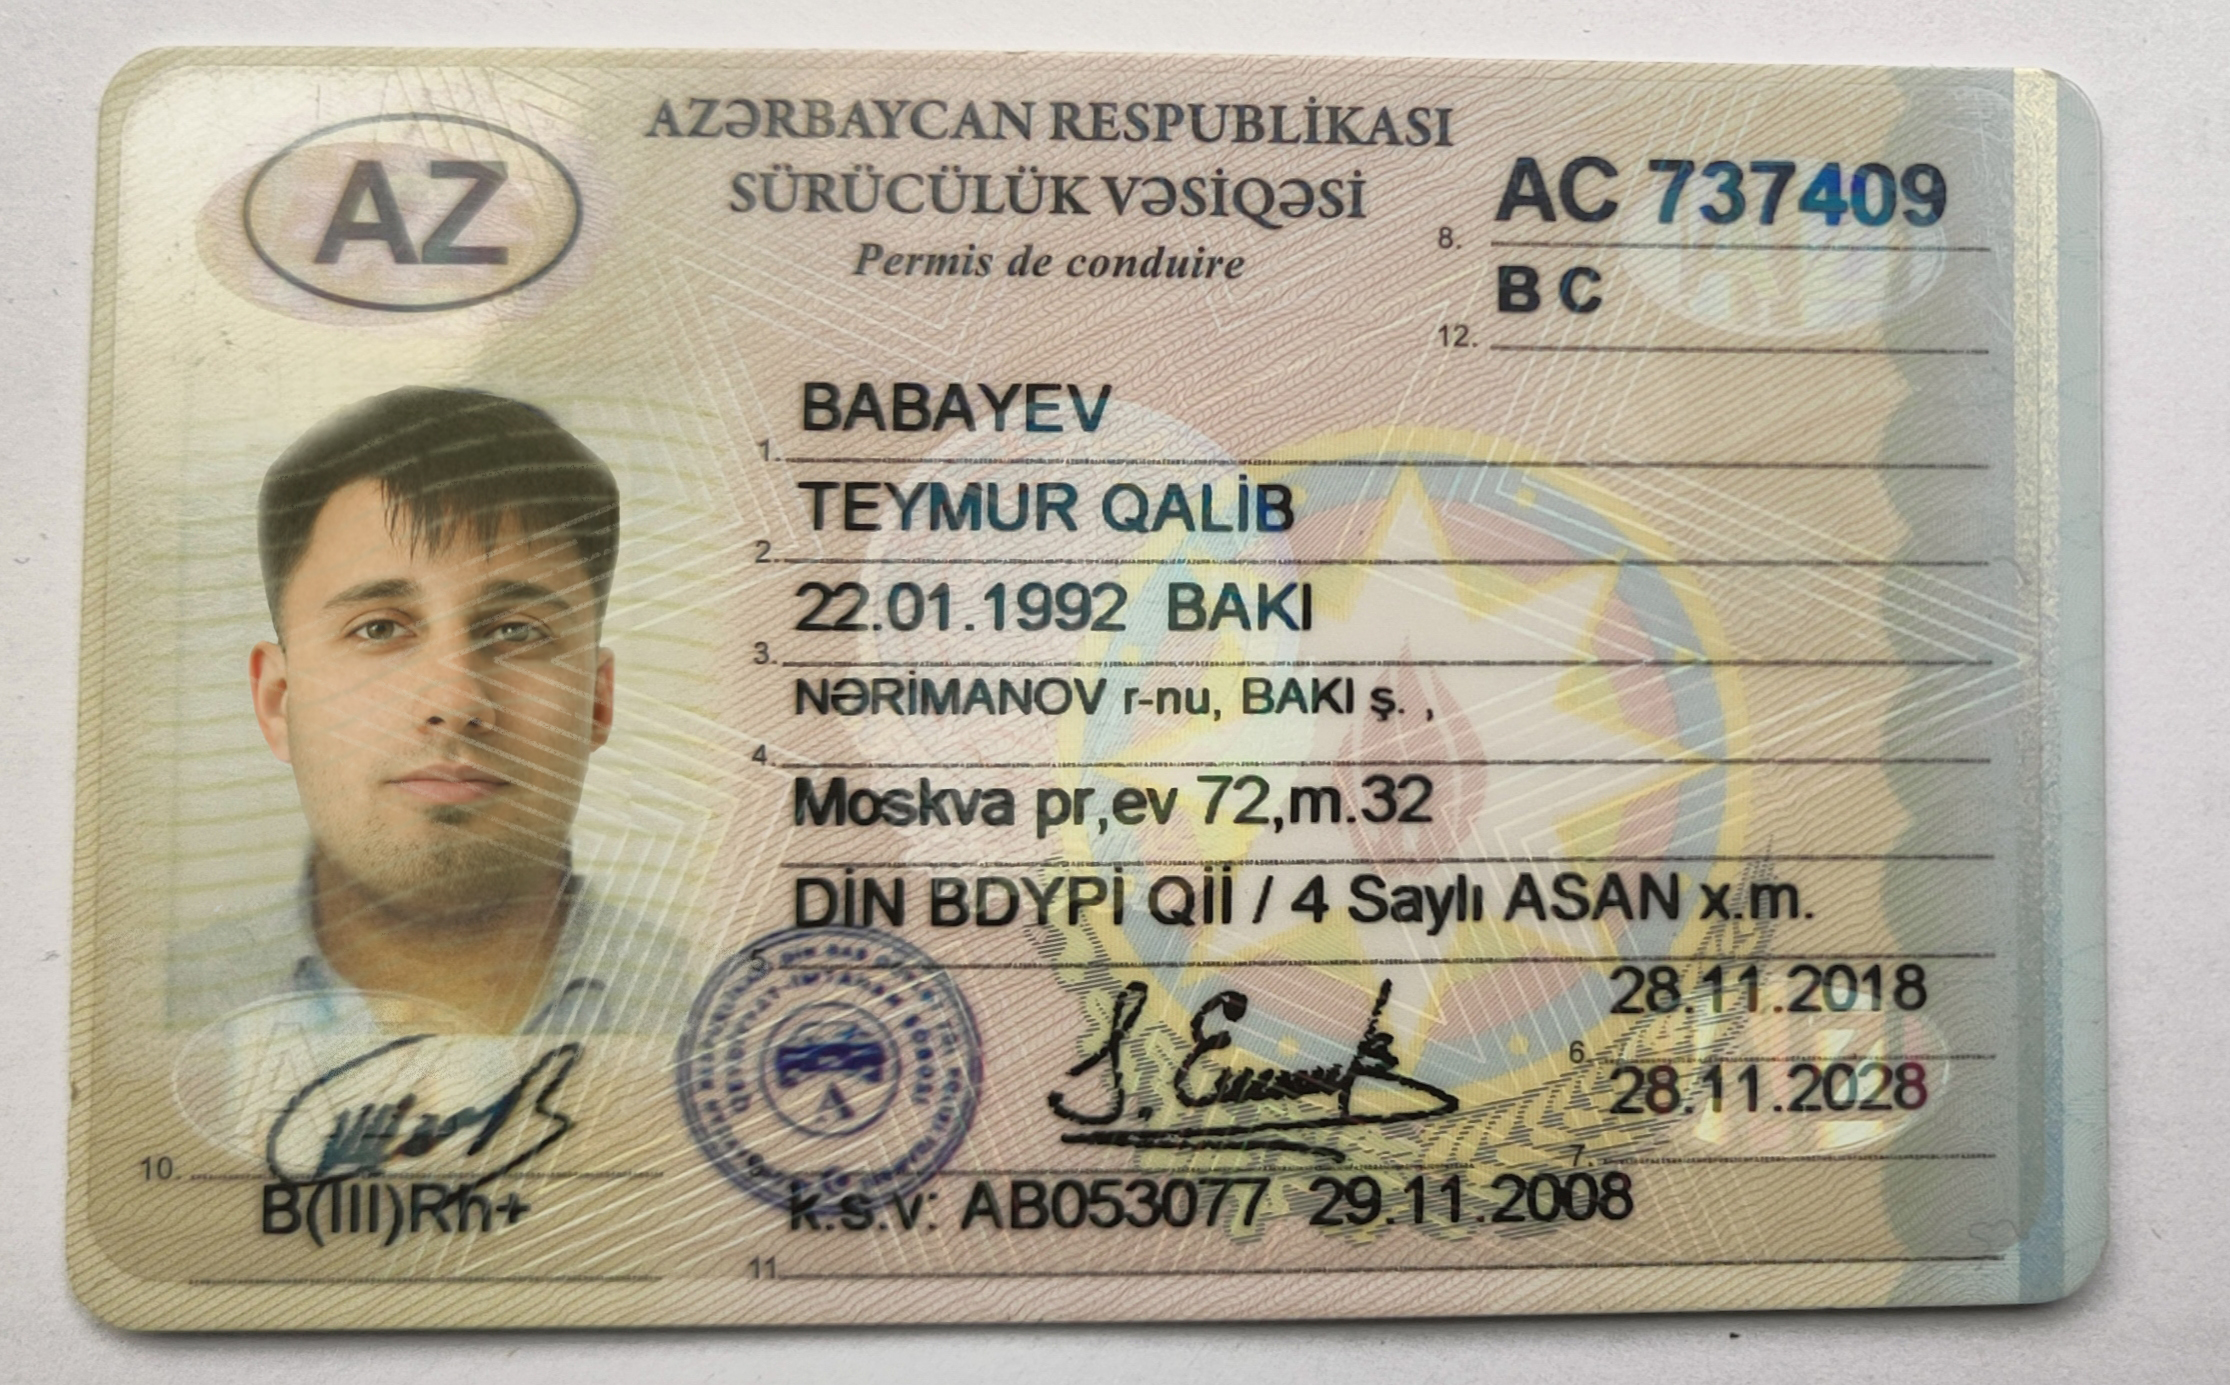 AZ
AZƏRBAYCAN RESPUBLİKASI
SÜRÜCÜLÜK VƏSİQƏSİ
Permis de conduire
8. AC 737409
12. B C
1. BABAYEV
2. TEYMUR QALİB
3. 22.01.1992 BAKI
4. NƏRİMANOV r-nu, BAKI ş. ,
Moskva pr,ev 72,m.32
5. DİN BDYPİ Qİİ / 4 Saylı ASAN x.m.
6. 28.11.2018
7. 28.11.2028
10.
B(III)Rh+
k.s.v: AB053077 29.11.2008
11.